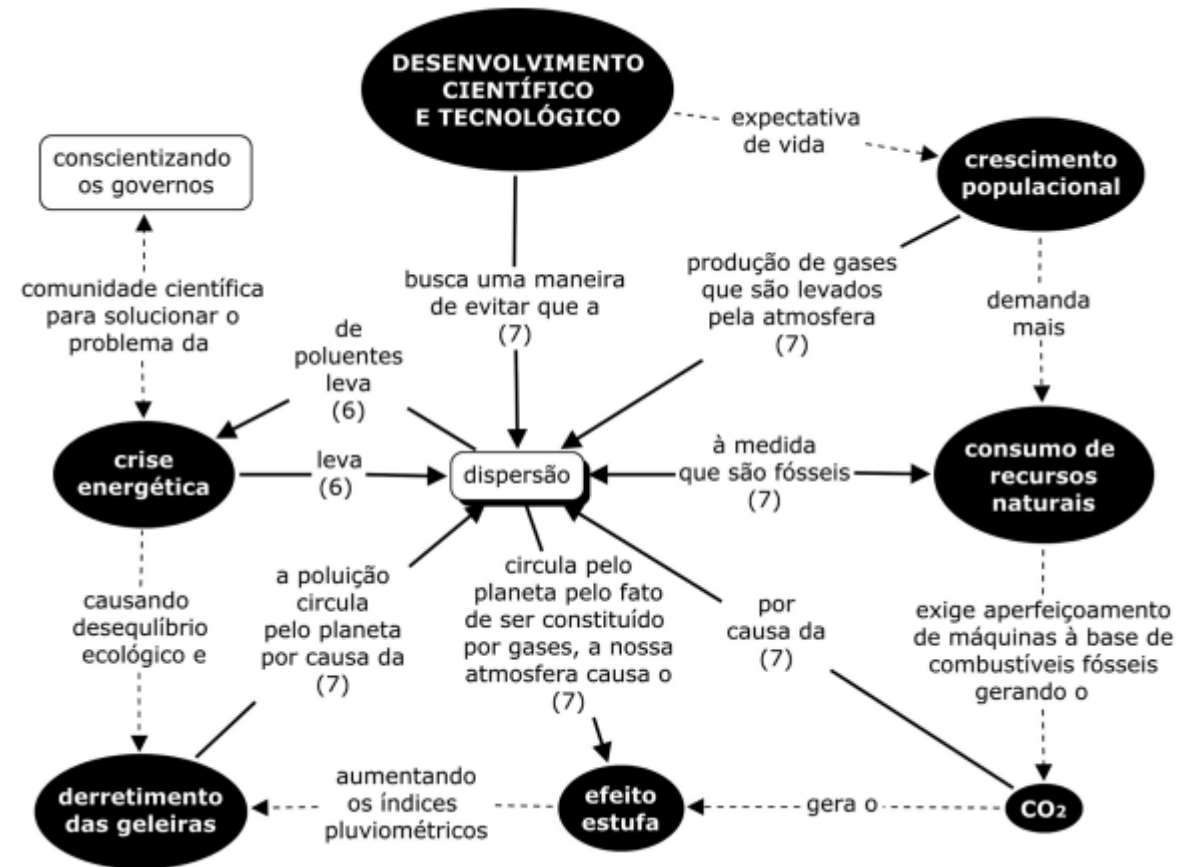 DESENVOLVIMENTO
CIENTÍFICO
E TECNOLÓGICO
expectativa
de vida
crescimento
populacional
conscientizando
os governos
comunidade científica
para solucionar o
problema da
busca uma maneira
de evitar que a
(7)
produção de gases
que são levados
pela atmosfera
(7)
demanda
mais
de
poluentes
leva
(6)
crise
energética
leva
(6)
dispersão
à medida
que são fósseis
(7)
consumo de
recursos
naturais
causando
desequlíbrio
ecológico e
a poluição
circula
pelo planeta
por causa da
(7)
circula pelo
planeta pelo fato
de ser constituído
por gases, a nossa
atmosfera causa o
(7)
por
causa da
(7)
exige aperfeiçoamento
de máquinas à base de
combustíveis fósseis
gerando o
derretimento
das geleiras
aumentando
os índices
pluviométricos
efeito
estufa
gera o
CO₂